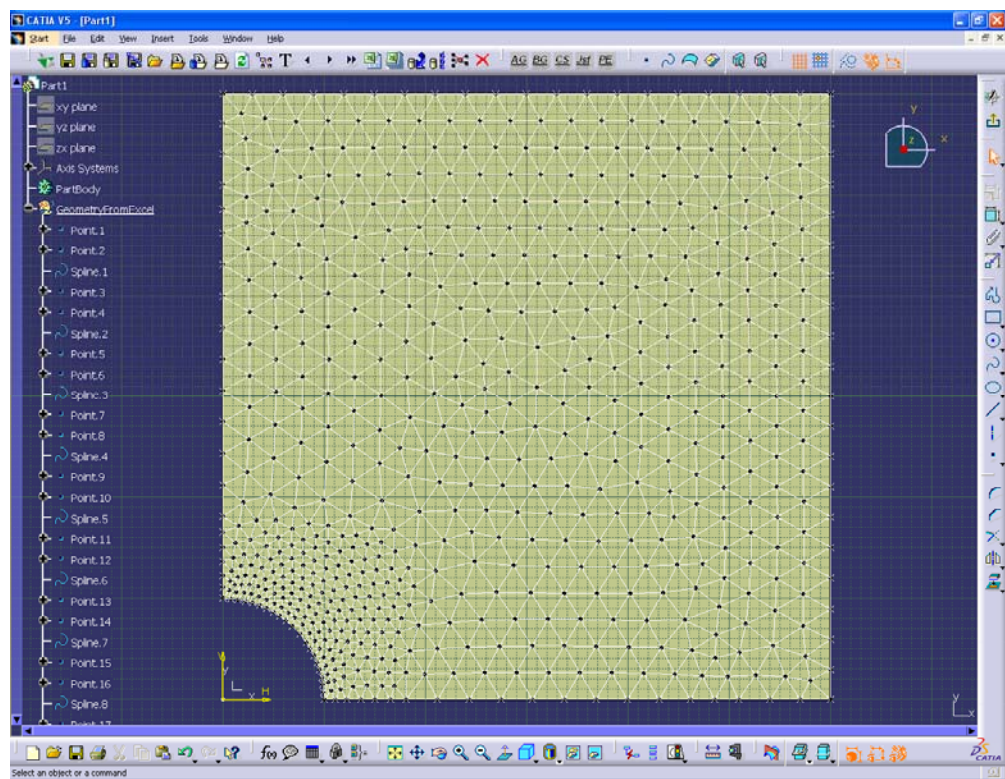 CATIA V5 - [Part1]
Start File Edit View Insert Tools Window Help
T AG BG CS Jsf PE
Part1
xy plane
yz plane
zx plane
Axis Systems
PartBody
GeometryFromExcel
Point.1
Point.2
Spline.1
Point.3
Point.4
Spline.2
Point.5
Point.6
Spline.3
Point.7
Point.8
Spline.4
Point.9
Point.10
Spline.5
Point.11
Point.12
Spline.6
Point.13
Point.14
Spline.7
Point.15
Point.16
Spline.8
Point.17
y
x
z
V
y
x
H
y
x
f(x)
CATIA
Select an object or a command